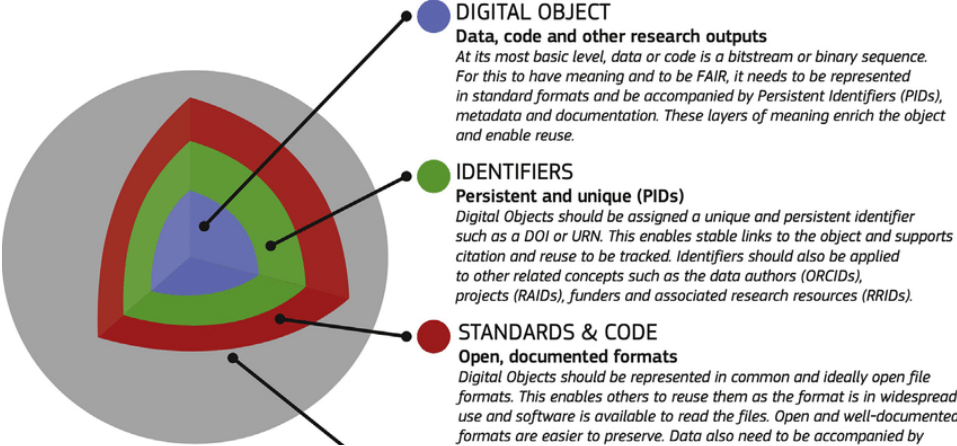 DIGITAL OBJECT
Data, code and other research outputs
At its most basic level, data or code is a bitstream or binary sequence.
For this to have meaning and to be FAIR, it needs to be represented
in standard formats and be accompanied by Persistent Identifiers (PIDs),
metadata and documentation. These layers of meaning enrich the object
and enable reuse.
IDENTIFIERS
Persistent and unique (PIDs)
Digital Objects should be assigned a unique and persistent identifier
such as a DOI or URN. This enables stable links to the object and supports
citation and reuse to be tracked. Identifiers should also be applied
to other related concepts such as the data authors (ORCIDs),
projects (RAIDs), funders and associated research resources (RRIDs).
STANDARDS & CODE
Open, documented formats
Digital Objects should be represented in common and ideally open file
formats. This enables others to reuse them as the format is in widespread
use and software is available to read the files. Open and well-documented
formats are easier to preserve. Data also need to be accompanied by